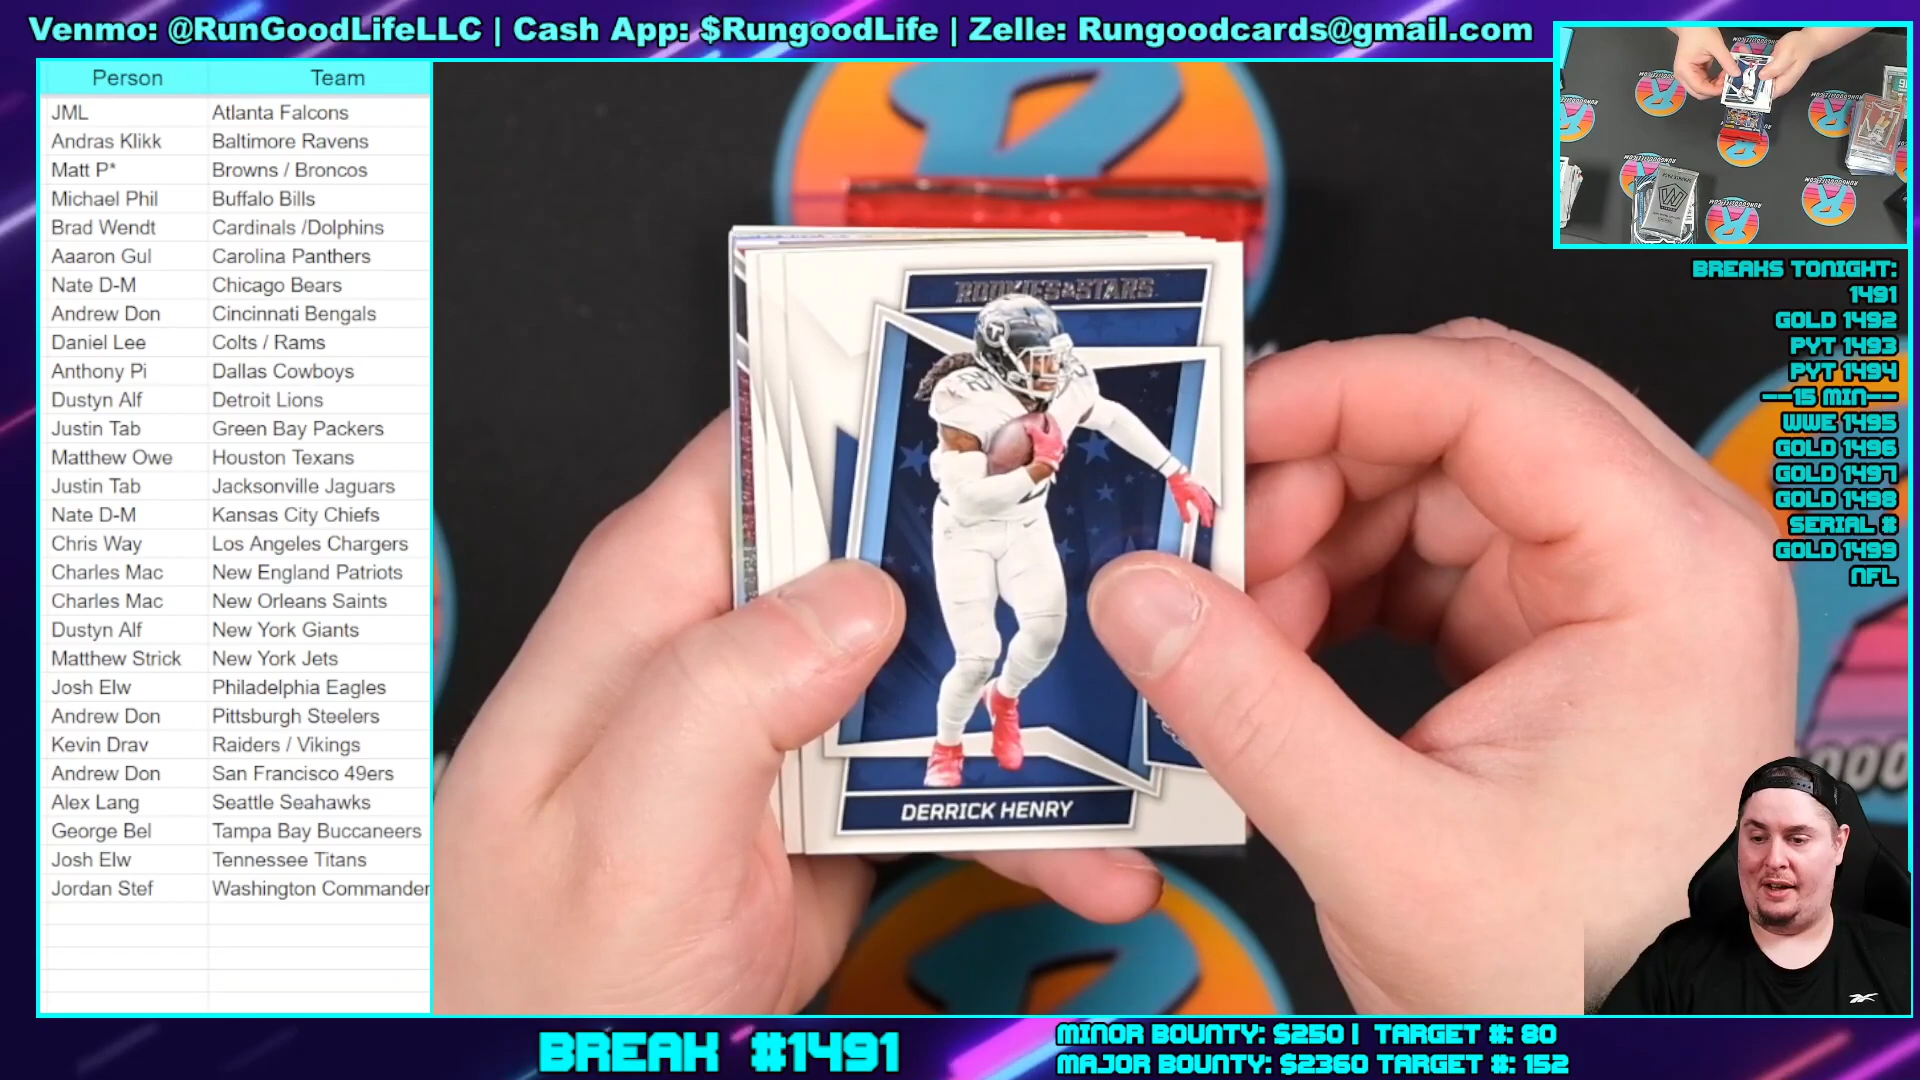 Venmo: @RunGoodLifeLLC | Cash App: $RungoodLife | Zelle: Rungoodcards@gmail.com
Person Team
JML Atlanta Falcons
Andras Klikk Baltimore Ravens
Matt P* Browns / Broncos
Michael Phil Buffalo Bills
Brad Wendt Cardinals /Dolphins
Aaaron Gul Carolina Panthers
Nate D-M Chicago Bears
Andrew Don Cincinnati Bengals
Daniel Lee Colts / Rams
Anthony Pi Dallas Cowboys
Dustyn Alf Detroit Lions
Justin Tab Green Bay Packers
Matthew Owe Houston Texans
Justin Tab Jacksonville Jaguars
Nate D-M Kansas City Chiefs
Chris Way Los Angeles Chargers
Charles Mac New England Patriots
Charles Mac New Orleans Saints
Dustyn Alf New York Giants
Matthew Strick New York Jets
Josh Elw Philadelphia Eagles
Andrew Don Pittsburgh Steelers
Kevin Drav Raiders / Vikings
Andrew Don San Francisco 49ers
Alex Lang Seattle Seahawks
George Bel Tampa Bay Buccaneers
Josh Elw Tennessee Titans
Jordan Stef Washington Commander
ROOKIES & STARS
DERRICK HENRY
BREAKS TONIGHT:
1491
GOLD 1492
PYT 1493
PYT 1494
--15 MIN--
WWE 1495
GOLD 1496
GOLD 1497
GOLD 1498
SERIAL #
GOLD 1499
NFL
BREAK #1491
MINOR BOUNTY: $250 | TARGET #: 80
MAJOR BOUNTY: $2360 TARGET #: 152